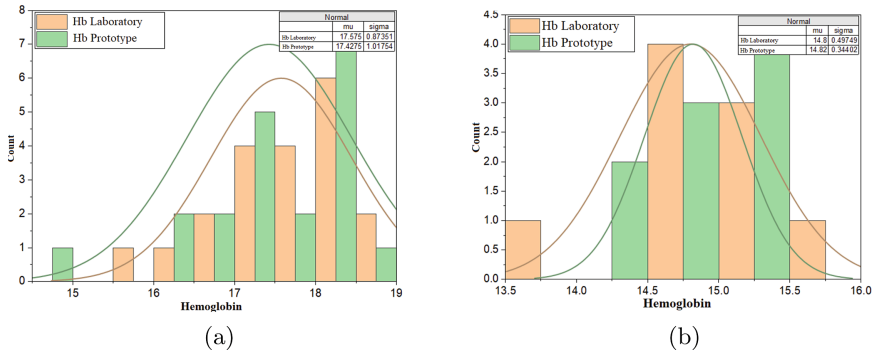 (a)
Hb Laboratory
Hb Prototype
Normal
mu sigma
Hb Laboratory 17.575 0.87351
Hb Prototype 17.4275 1.01754
Count
8
7
6
5
4
3
2
1
0
15 16 17 18 19
Hemoglobin
(b)
Hb Laboratory
Hb Prototype
Normal
mu sigma
Hb Laboratory 14.8 0.49749
Hb Prototype 14.82 0.34402
Count
4.5
4.0
3.5
3.0
2.5
2.0
1.5
1.0
0.5
0.0
13.5 14.0 14.5 15.0 15.5 16.0
Hemoglobin